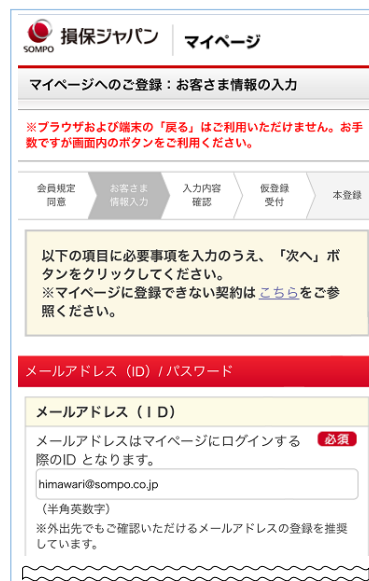 SOMPO 損保ジャパン マイページ
マイページへのご登録：お客さま情報の入力
※ブラウザおよび端末の「戻る」はご利用いただけません。お手
数ですが画面内のボタンをご利用ください。
会員規定 お客さま 入力内容 仮登録 本登録
同意 情報入力 確認 受付
以下の項目に必要事項を入力のうえ、「次へ」ボ
タンをクリックしてください。
※マイページに登録できない契約は こちらをご参
照ください。
メールアドレス（ID）/ パスワード
メールアドレス（ＩＤ）
メールアドレスはマイページにログインする 必須
際のID となります。
himawari@sompo.co.jp
（半角英数字）
※外出先でもご確認いただけるメールアドレスの登録を推奨
しています。